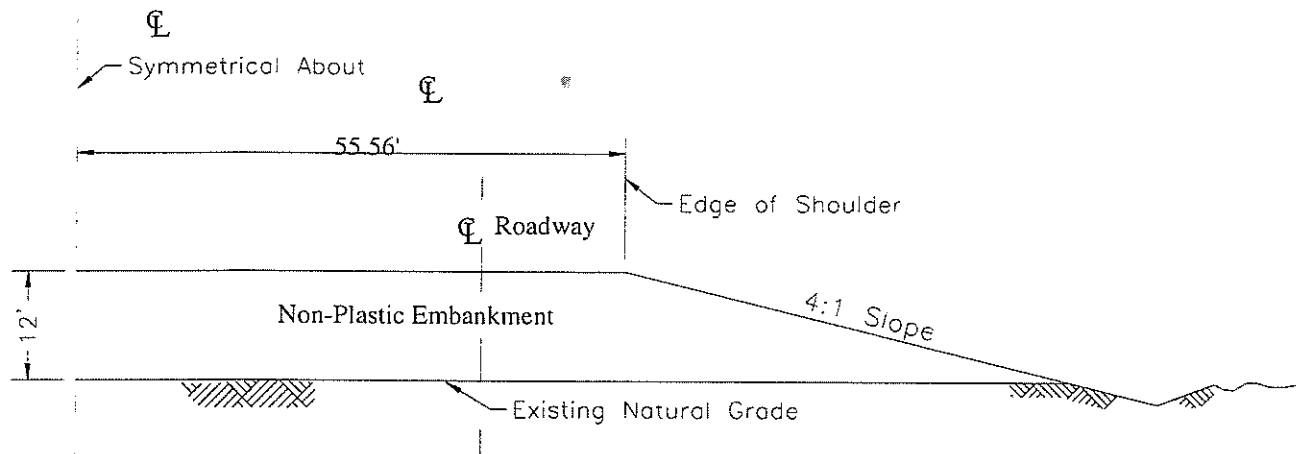 ℄
Symmetrical About
℄
55.56'
Edge of Shoulder
℄ Roadway
12'
Non-Plastic Embankment
4:1 Slope
Existing Natural Grade